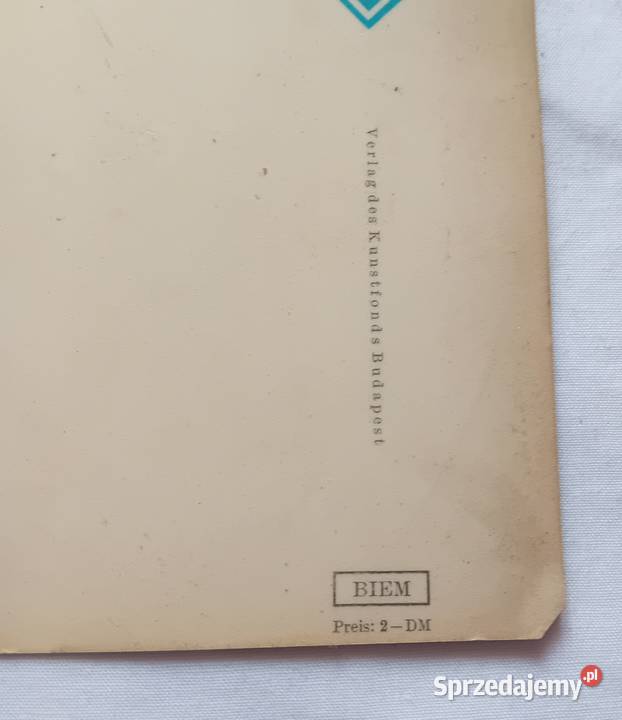 Verlag des Kunstfonds Budapest
BIEM
Preis: 2—DM
Sprzedajemy.pl